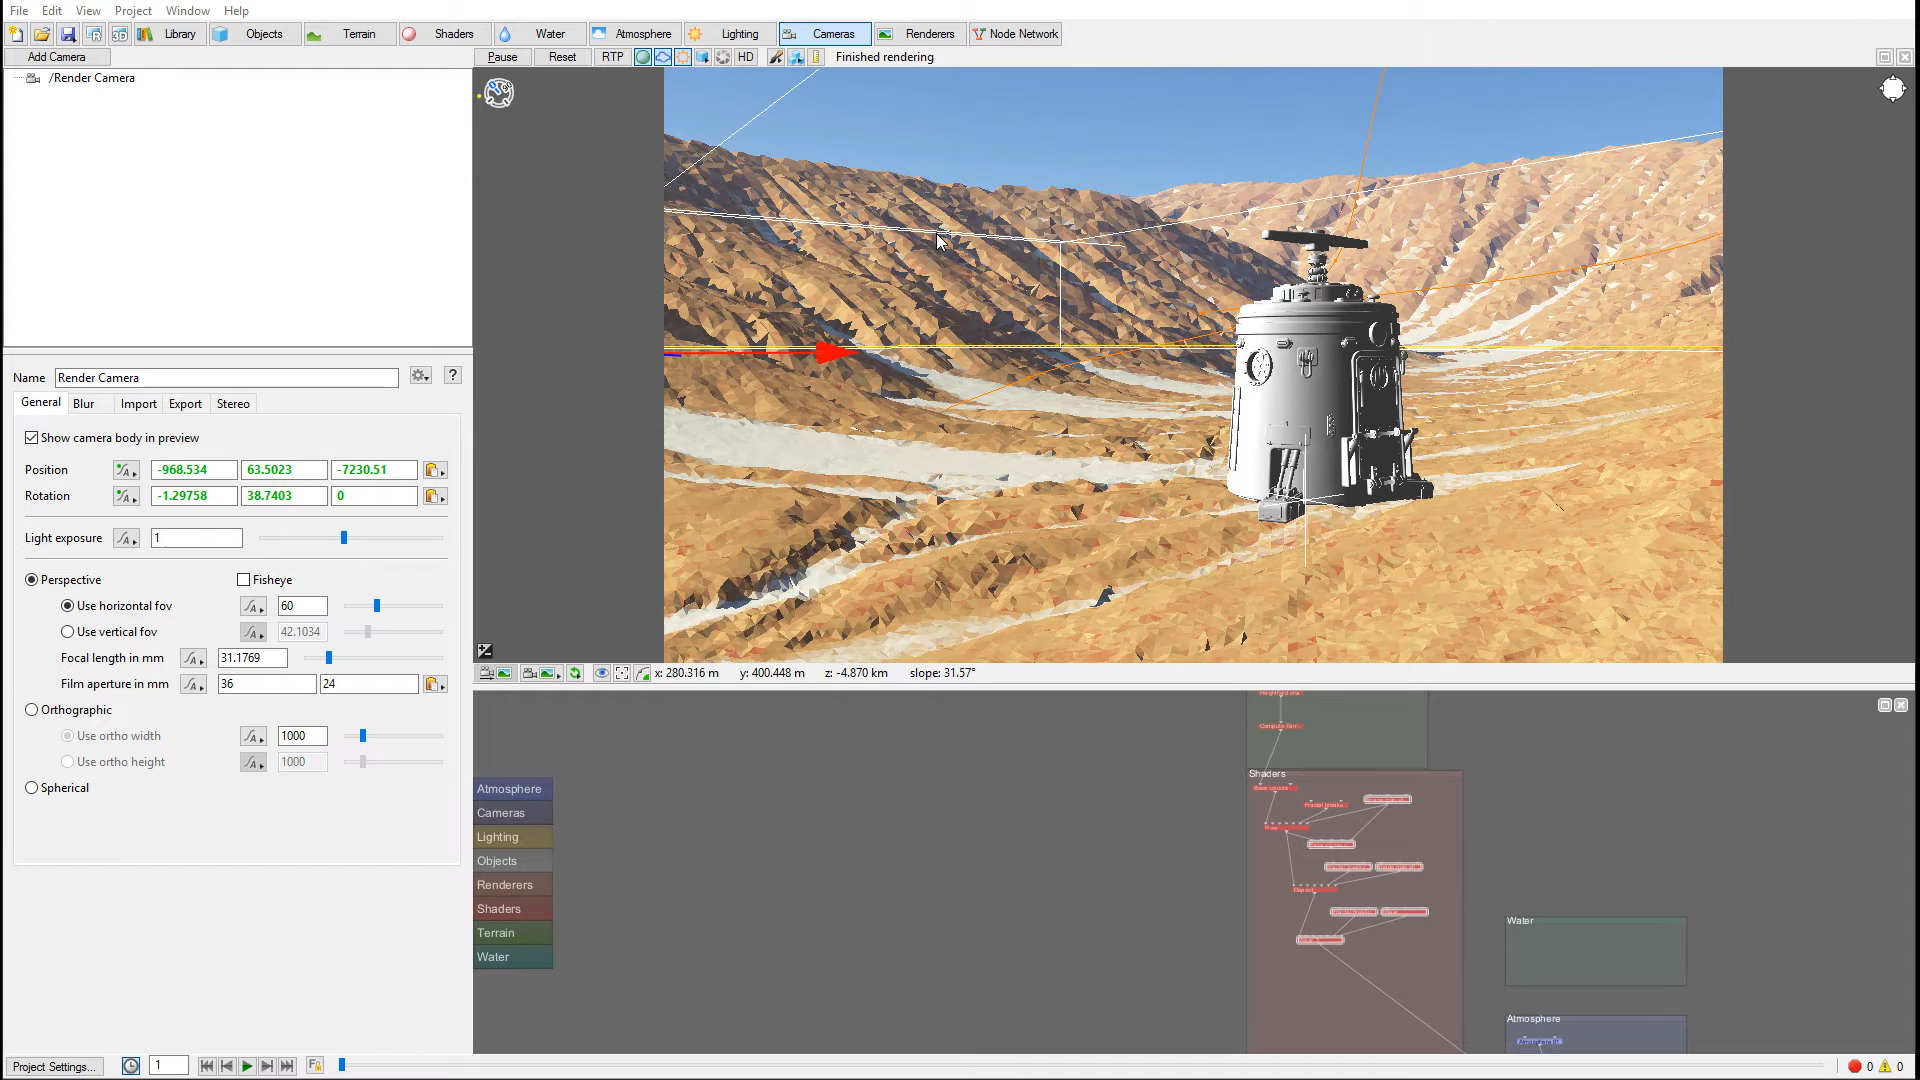 File Edit View Project Window Help
Library Objects Terrain Shaders Water Atmosphere Lighting Cameras Renderers Node Network
Add Camera Pause Reset RTP HD Finished rendering
/Render Camera
Name Render Camera ?
General Blur Import Export Stereo
Show camera body in preview
Position -968.534 63.5023 -7230.51
Rotation -1.29758 38.7403 0
Light exposure 1
Perspective Fisheye
Use horizontal fov 60
Use vertical fov 42.1034
Focal length in mm 31.1769
Film aperture in mm 36 24
Orthographic
Use ortho width 1000
Use ortho height 1000
Spherical
x: 280.316 m y: 400.448 m z: -4.870 km slope: 31.57°
Atmosphere
Cameras
Lighting
Objects
Renderers
Shaders
Terrain
Water
Compute Terr...
Shaders
Base colours
Fractal breaku...
Water
Atmosphere
Project Settings... 1 0 0